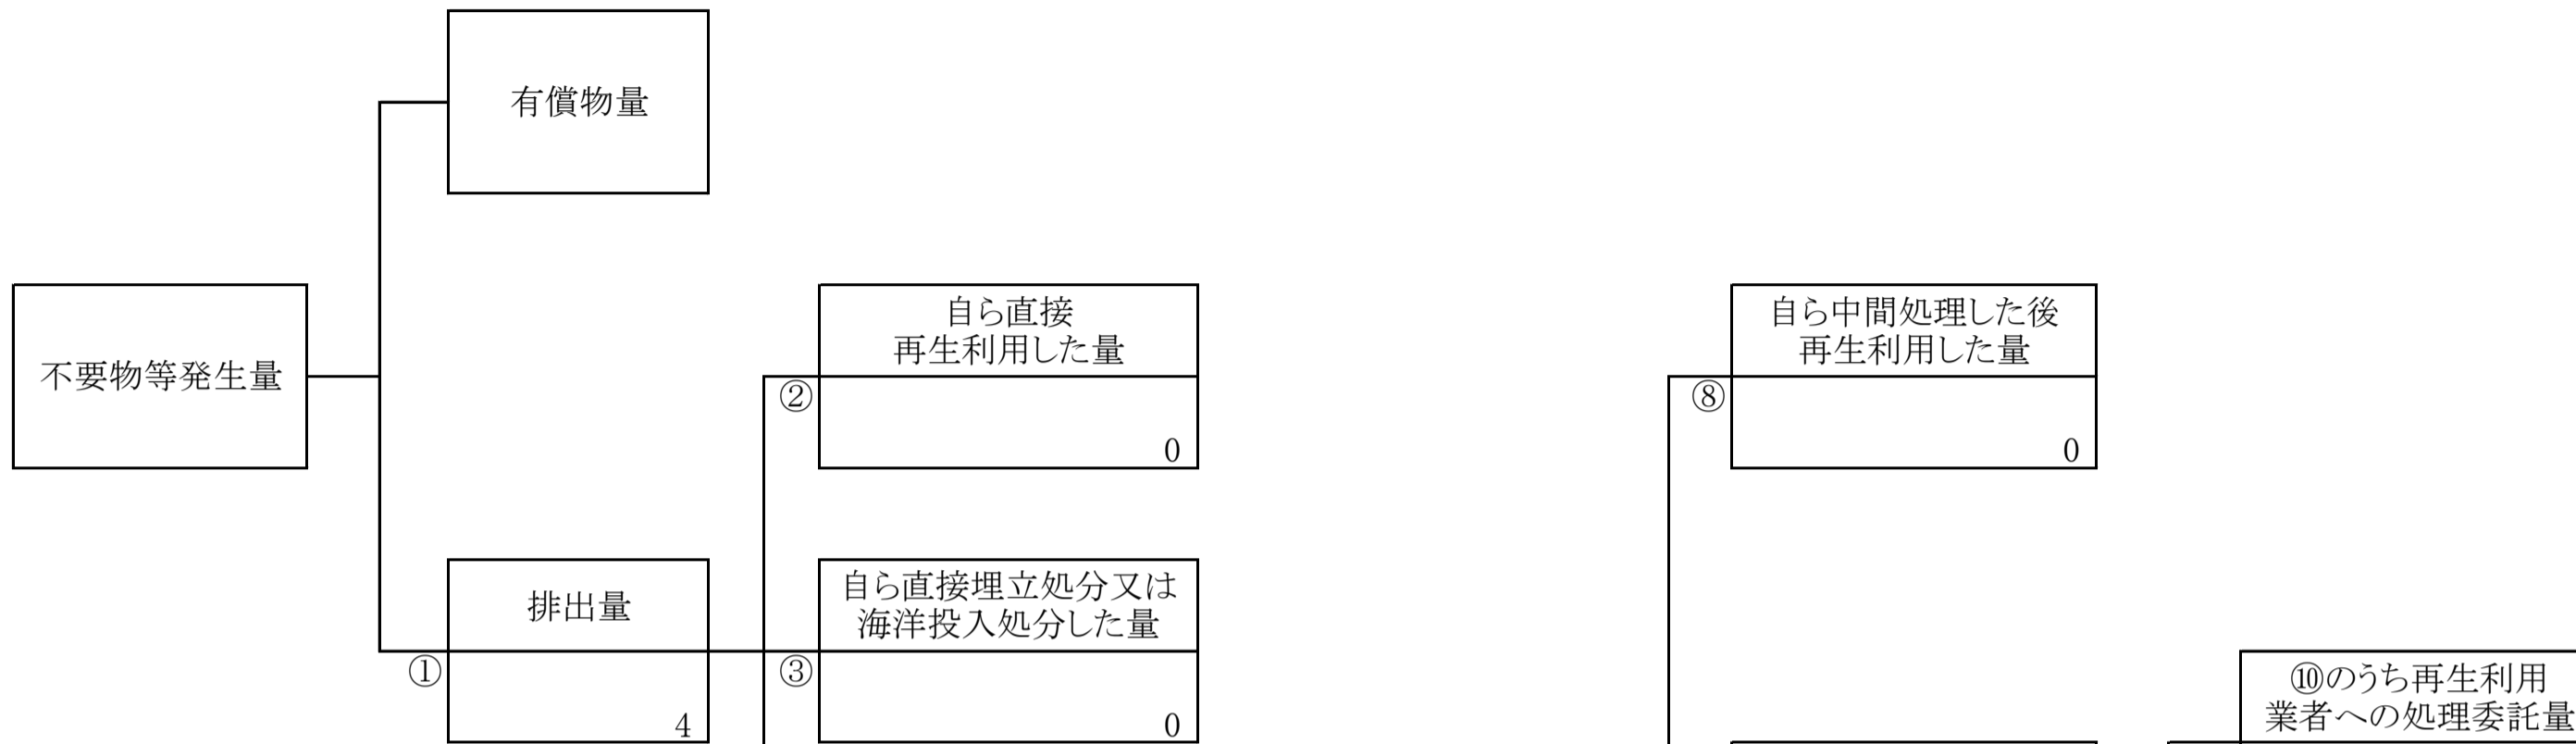 有償物量
不要物等発生量
自ら直接
再生利用した量
②
0
自ら中間処理した後
再生利用した量
⑧
0
排出量
①
4
自ら直接埋立処分又は
海洋投入処分した量
③
0
⑩のうち再生利用
業者への処理委託量